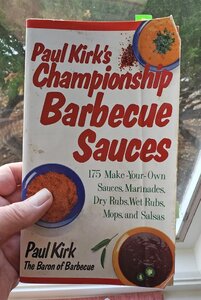 Paul Kirk's
Championship
Barbecue
Sauces
175 Make-Your-Own
Sauces, Marinades,
Dry Rubs, Wet Rubs,
Mops, and Salsas
Paul Kirk
The Baron of Barbecue